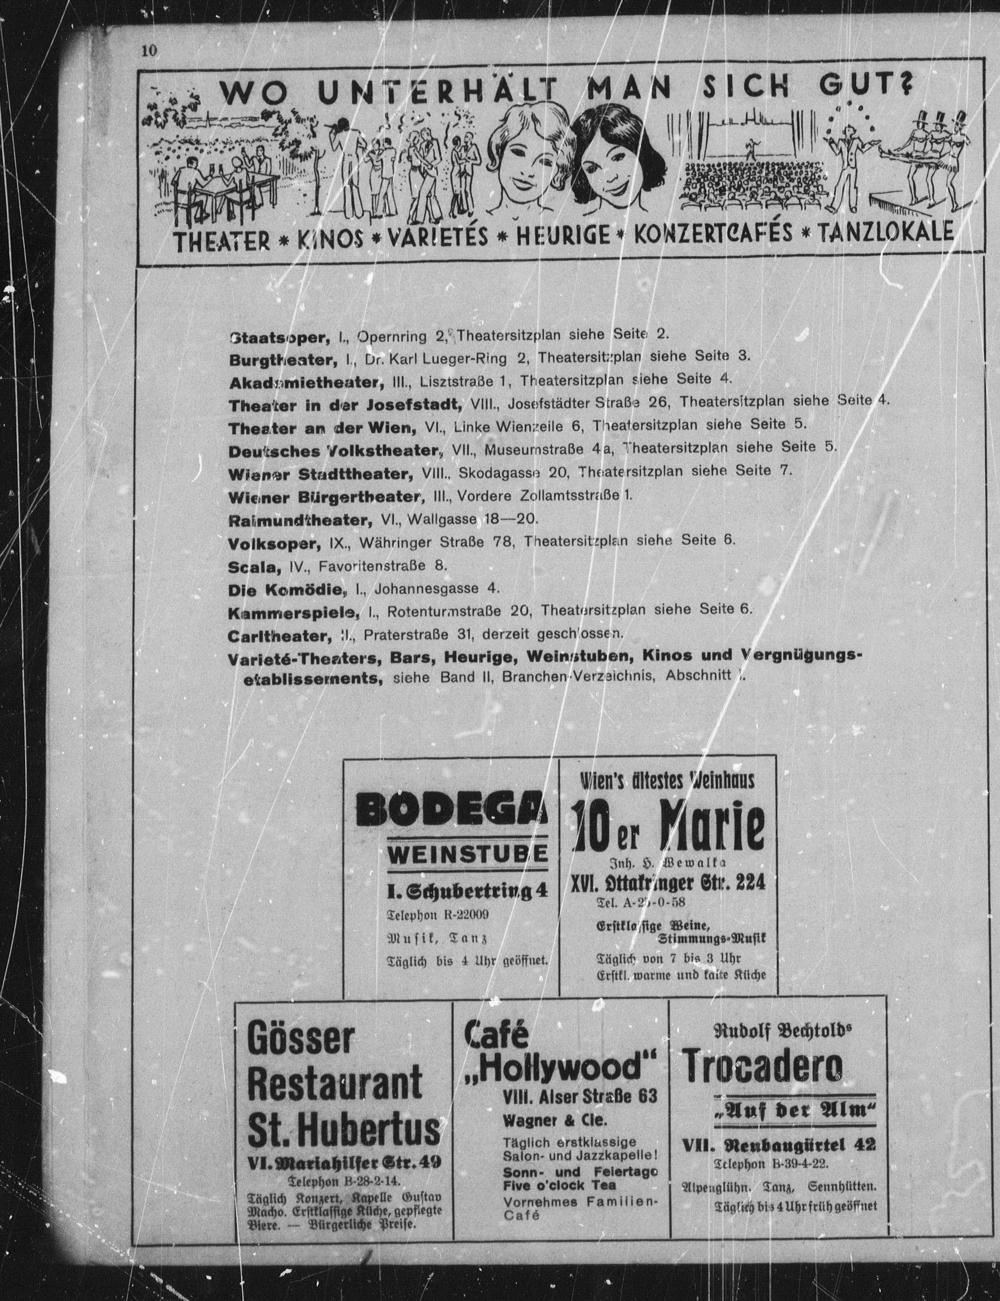 10
WO UNTERHÄLT MAN SICH GUT?
THEATER * KINOS * VARIETÉS * HEURIGE * KONZERTCAFÉS * TANZLOKALE
Staatsoper, I., Opernring 2, Theatersitzplan siehe Seite 2.
Burgtheater, I., Dr. Karl Lueger-Ring 2, Theatersitzplan siehe Seite 3.
Akademietheater, III., Lisztstraße 1, Theatersitzplan siehe Seite 4.
Theater in der Josefstadt, VIII., Josefstädter Straße 26, Theatersitzplan siehe Seite 4.
Theater an der Wien, VI., Linke Wienzeile 6, Theatersitzplan siehe Seite 5.
Deutsches Volkstheater, VII., Museumstraße 4a, Theatersitzplan siehe Seite 5.
Wiener Stadttheater, VIII., Skodagasse 20, Theatersitzplan siehe Seite 7.
Wiener Bürgertheater, III., Vordere Zollamtsstraße 1.
Raimundtheater, VI., Wallgasse 18—20.
Volksoper, IX., Währinger Straße 78, Theatersitzplan siehe Seite 6.
Scala, IV., Favoritenstraße 8.
Die Komödie, I., Johannesgasse 4.
Kammerspiele, I., Rotenturmstraße 20, Theatersitzplan siehe Seite 6.
Carltheater, II., Praterstraße 31, derzeit geschlossen.
Varieté-Theaters, Bars, Heurige, Weinstuben, Kinos und Vergnügungs-
etablissements, siehe Band II, Branchen-Verzeichnis, Abschnitt
BODEGA
WEINSTUBE
I. Schubertring 4
Telephon R-22009
Musik, Tanz
Täglich bis 4 Uhr geöffnet.
Wien's ältestes Weinhaus
10er Marie
Inh. H. Wewalka
XVI. Ottakringer Str. 224
Tel. A-25-0-58
Erstklassige Weine,
Stimmungs-Musik
Täglich von 7 bis 3 Uhr
Erstkl. warme und kalte Küche
Gösser
Restaurant
St. Hubertus
VI. Mariahilfer Str. 49
Telephon B-28-2-14.
Täglich Konzert, Kapelle Gustav
Macho. Erstklassige Küche, gepflegte
Biere. — Bürgerliche Preise.
Café
„Hollywood“
VIII. Alser Straße 63
Wagner & Cie.
Täglich erstklassige
Salon- und Jazzkapelle!
Sonn- und Feiertage
Five o'clock Tea
Vornehmes Familien-
Café
Rudolf Bechtolds
Trocadero
„Auf der Alm“
VII. Neubaugürtel 42
Telephon B-39-4-22.
Alpenglühn. Tanz, Sennhütten.
Täglich bis 4 Uhr früh geöffnet